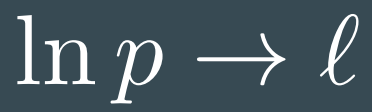 ln p → ℓ